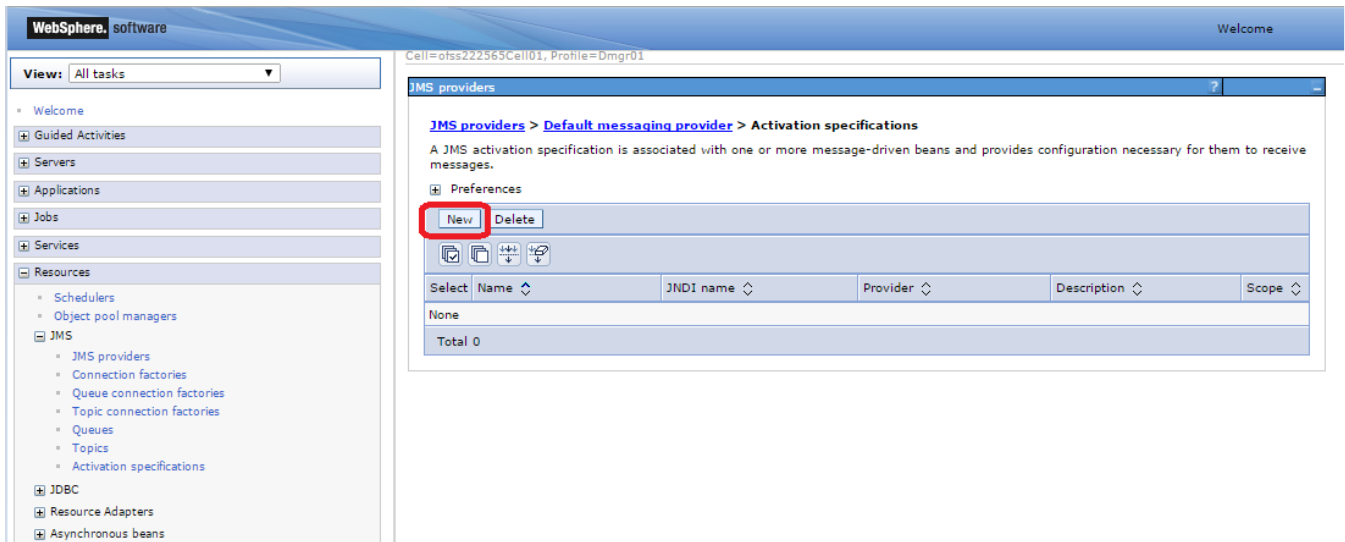 WebSphere. software
Welcome
Cell=ofss222565Cell01, Profile=Dmgr01
View: All tasks
Welcome
Guided Activities
Servers
Applications
Jobs
Services
Resources
Schedulers
Object pool managers
JMS
JMS providers
Connection factories
Queue connection factories
Topic connection factories
Queues
Topics
Activation specifications
JDBC
Resource Adapters
Asynchronous beans
JMS providers ? -
JMS providers > Default messaging provider > Activation specifications
A JMS activation specification is associated with one or more message-driven beans and provides configuration necessary for them to receive
messages.
Preferences
New Delete
Select Name JNDI name Provider Description Scope
None
Total 0